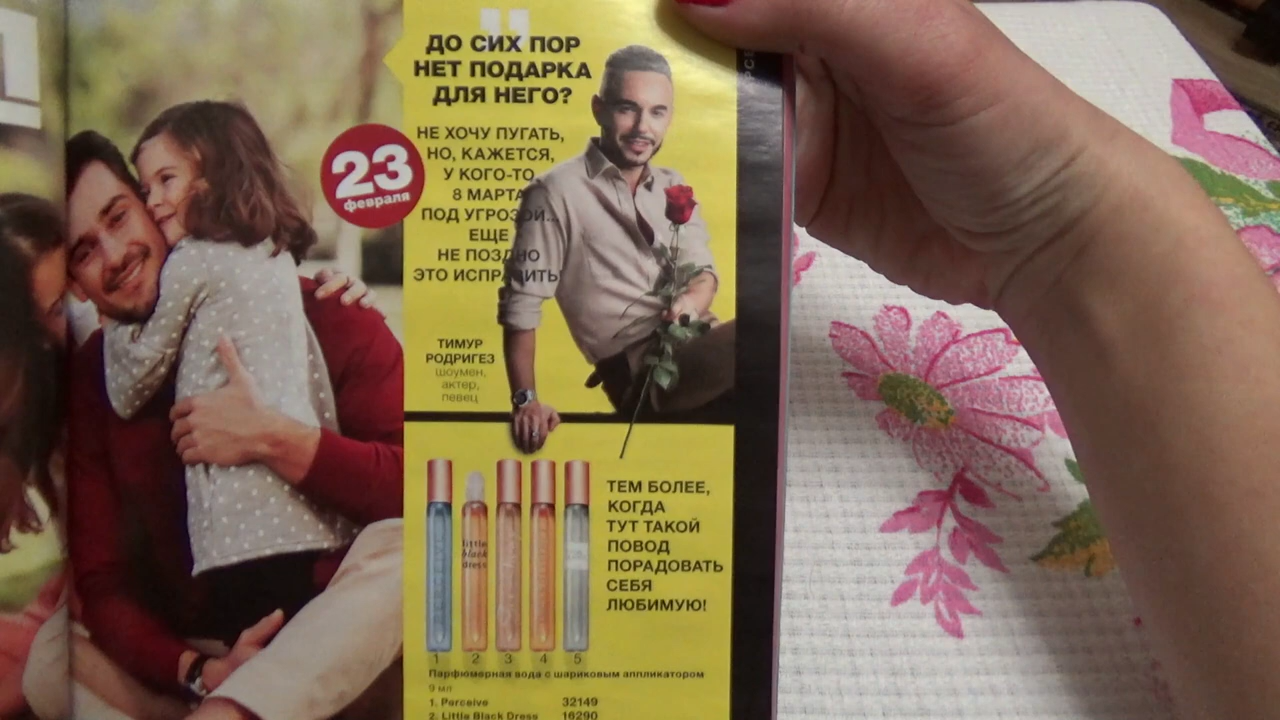 23
февраля
ДО СИХ ПОР
НЕТ ПОДАРКА
ДЛЯ НЕГО?
НЕ ХОЧУ ПУГАТЬ,
НО, КАЖЕТСЯ,
У КОГО-ТО
8 МАРТА
ПОД УГРОЗОЙ...
ЕЩЕ
НЕ ПОЗДНО
ЭТО ИСПРАВИТЬ!
ТИМУР
РОДРИГЕЗ
шоумен,
актер,
певец
little
black
dress
ТЕМ БОЛЕЕ,
КОГДА
ТУТ ТАКОЙ
ПОВОД
ПОРАДОВАТЬ
СЕБЯ
ЛЮБИМУЮ!
1 2 3 4 5
Парфюмерная вода с шариковым аппликатором
9 мл
1. Perceive 32149
2. Little Black Dress 16290